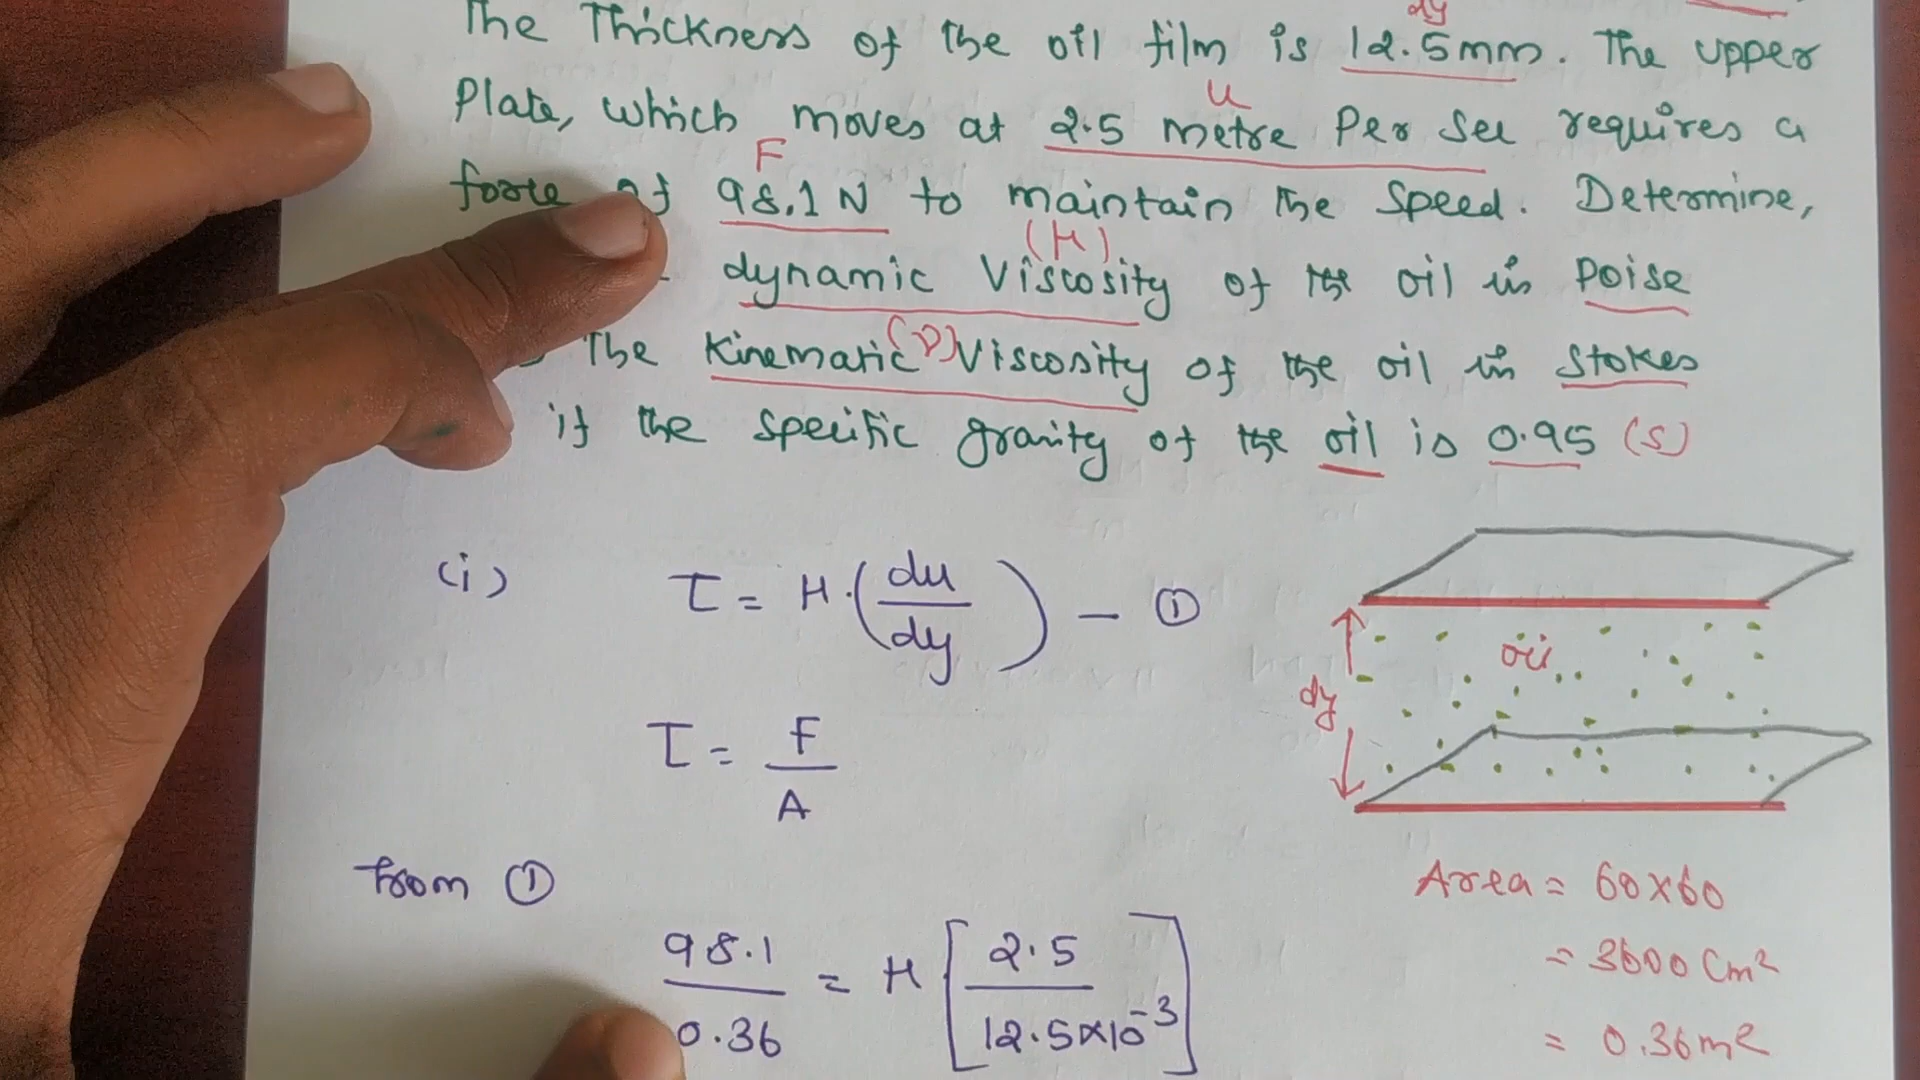 The Thickness of the oil film is 12.5mm. The upper
dy
Plate, which moves at 2.5 metre Per Sec requires a
u
force of 98.1 N to maintain the Speed. Determine,
F
dynamic Viscosity of the oil in Poise
(μ)
The Kinematic Viscosity of the oil in Stokes
(ν)
if the specific gravity of the oil is 0.95 (S)
(i) τ = μ.(du/dy) – ①
τ = F/A
from ①
98.1/0.36 = μ [2.5/12.5×10⁻³]
oil
dy
Area = 60×60
= 3600 Cm²
= 0.36m²